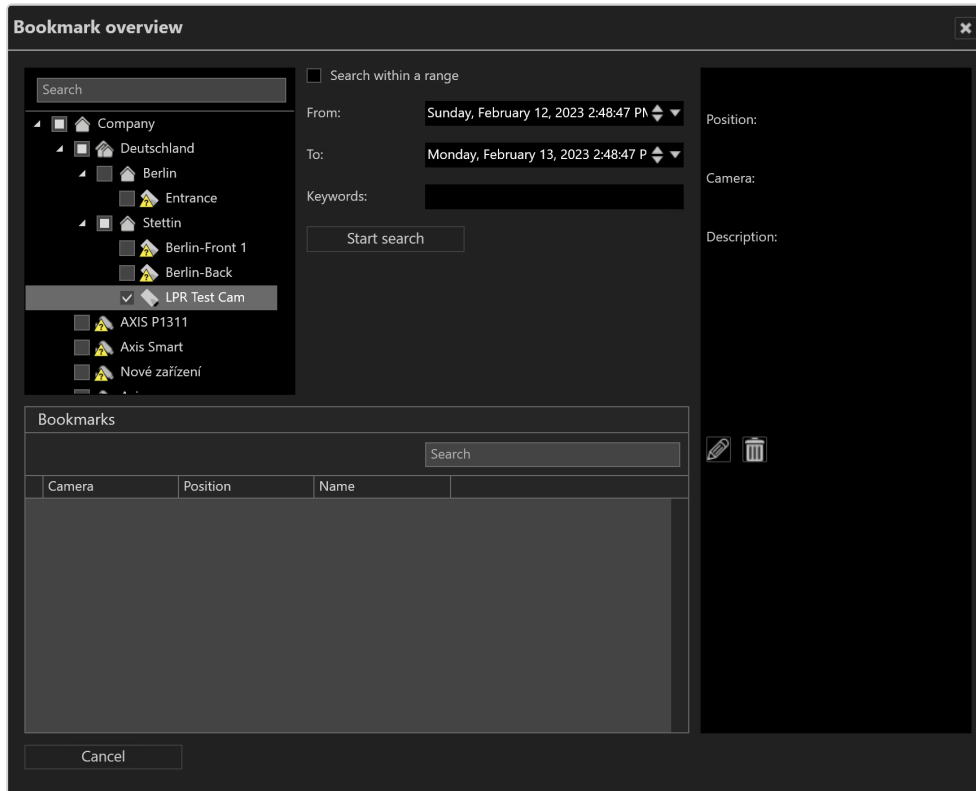 Bookmark overview
Search
Company
Deutschland
Berlin
Entrance
Stettin
Berlin-Front 1
Berlin-Back
LPR Test Cam
AXIS P1311
Axis Smart
Nové zařízení
Search within a range
From:
Sunday, February 12, 2023 2:48:47 PM
To:
Monday, February 13, 2023 2:48:47 P
Keywords:
Start search
Position:
Camera:
Description:
Bookmarks
Search
Camera Position Name
Cancel